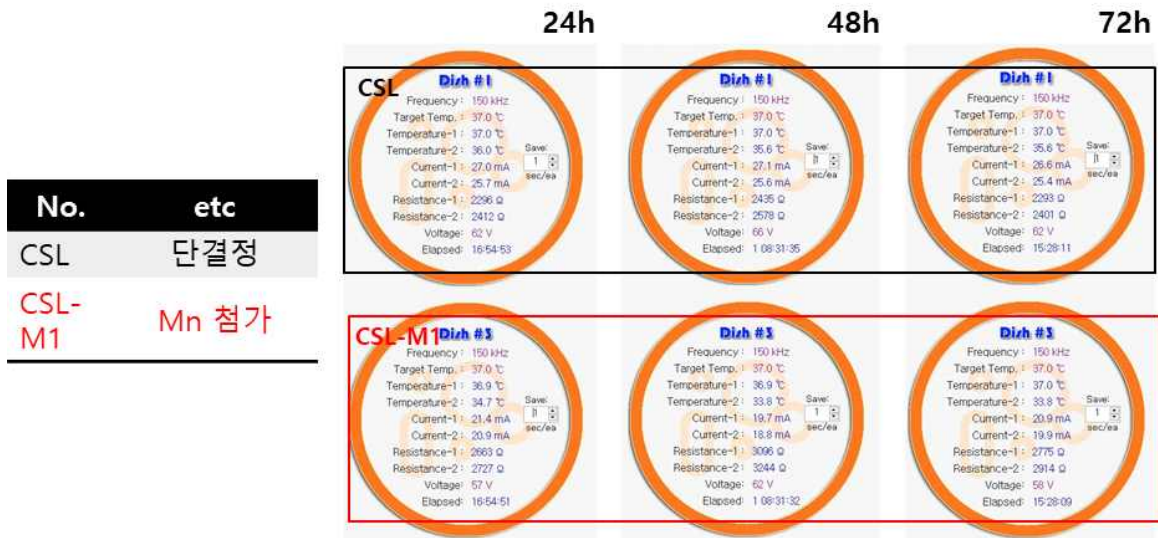 24h
48h
72h
No. etc
CSL 단결정
CSL-
M1
Mn 첨가
CSL
Dish #1
Frequency : 150 kHz
Target Temp. : 37.0 ℃
Temperature-1 : 37.0 ℃
Temperature-2 : 36.0 ℃
Current-1 : 27.0 mA
Current-2 : 25.7 mA
Resistance-1 : 2296 Ω
Resistance-2 : 2412 Ω
Voltage: 62 V
Elapsed: 16:54:53
Save:
1
sec/ea
Dish #1
Frequency : 150 kHz
Target Temp. : 37.0 ℃
Temperature-1 : 37.0 ℃
Temperature-2 : 35.6 ℃
Current-1 : 27.1 mA
Current-2 : 25.6 mA
Resistance-1 : 2435 Ω
Resistance-2 : 2578 Ω
Voltage: 66 V
Elapsed: 1 08:31:35
Save:
1
sec/ea
Dish #1
Frequency : 150 kHz
Target Temp. : 37.0 ℃
Temperature-1 : 37.0 ℃
Temperature-2 : 35.6 ℃
Current-1 : 26.6 mA
Current-2 : 25.4 mA
Resistance-1 : 2293 Ω
Resistance-2 : 2401 Ω
Voltage: 62 V
Elapsed: 15:28:11
Save:
1
sec/ea
CSL-M1
Dish #3
Frequency : 150 kHz
Target Temp. : 37.0 ℃
Temperature-1 : 36.9 ℃
Temperature-2 : 34.7 ℃
Current-1 : 21.4 mA
Current-2 : 20.9 mA
Resistance-1 : 2663 Ω
Resistance-2 : 2727 Ω
Voltage: 57 V
Elapsed: 16:54:51
Save:
1
sec/ea
Dish #3
Frequency : 150 kHz
Target Temp. : 37.0 ℃
Temperature-1 : 36.9 ℃
Temperature-2 : 33.8 ℃
Current-1 : 19.7 mA
Current-2 : 18.8 mA
Resistance-1 : 3096 Ω
Resistance-2 : 3244 Ω
Voltage: 62 V
Elapsed: 1 08:31:32
Save:
1
sec/ea
Dish #3
Frequency : 150 kHz
Target Temp. : 37.0 ℃
Temperature-1 : 37.0 ℃
Temperature-2 : 33.8 ℃
Current-1 : 20.9 mA
Current-2 : 19.9 mA
Resistance-1 : 2775 Ω
Resistance-2 : 2914 Ω
Voltage: 58 V
Elapsed: 15:28:09
Save:
1
sec/ea